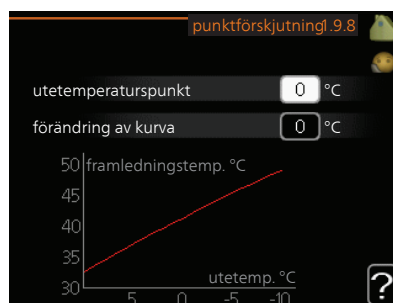 punktförskjutning1.9.8
utetemperaturspunkt 0 °C
förändring av kurva 0 °C
framledningstemp. °C
50
45
40
35
30
utetemp. °C
5 0 -5 -10
?